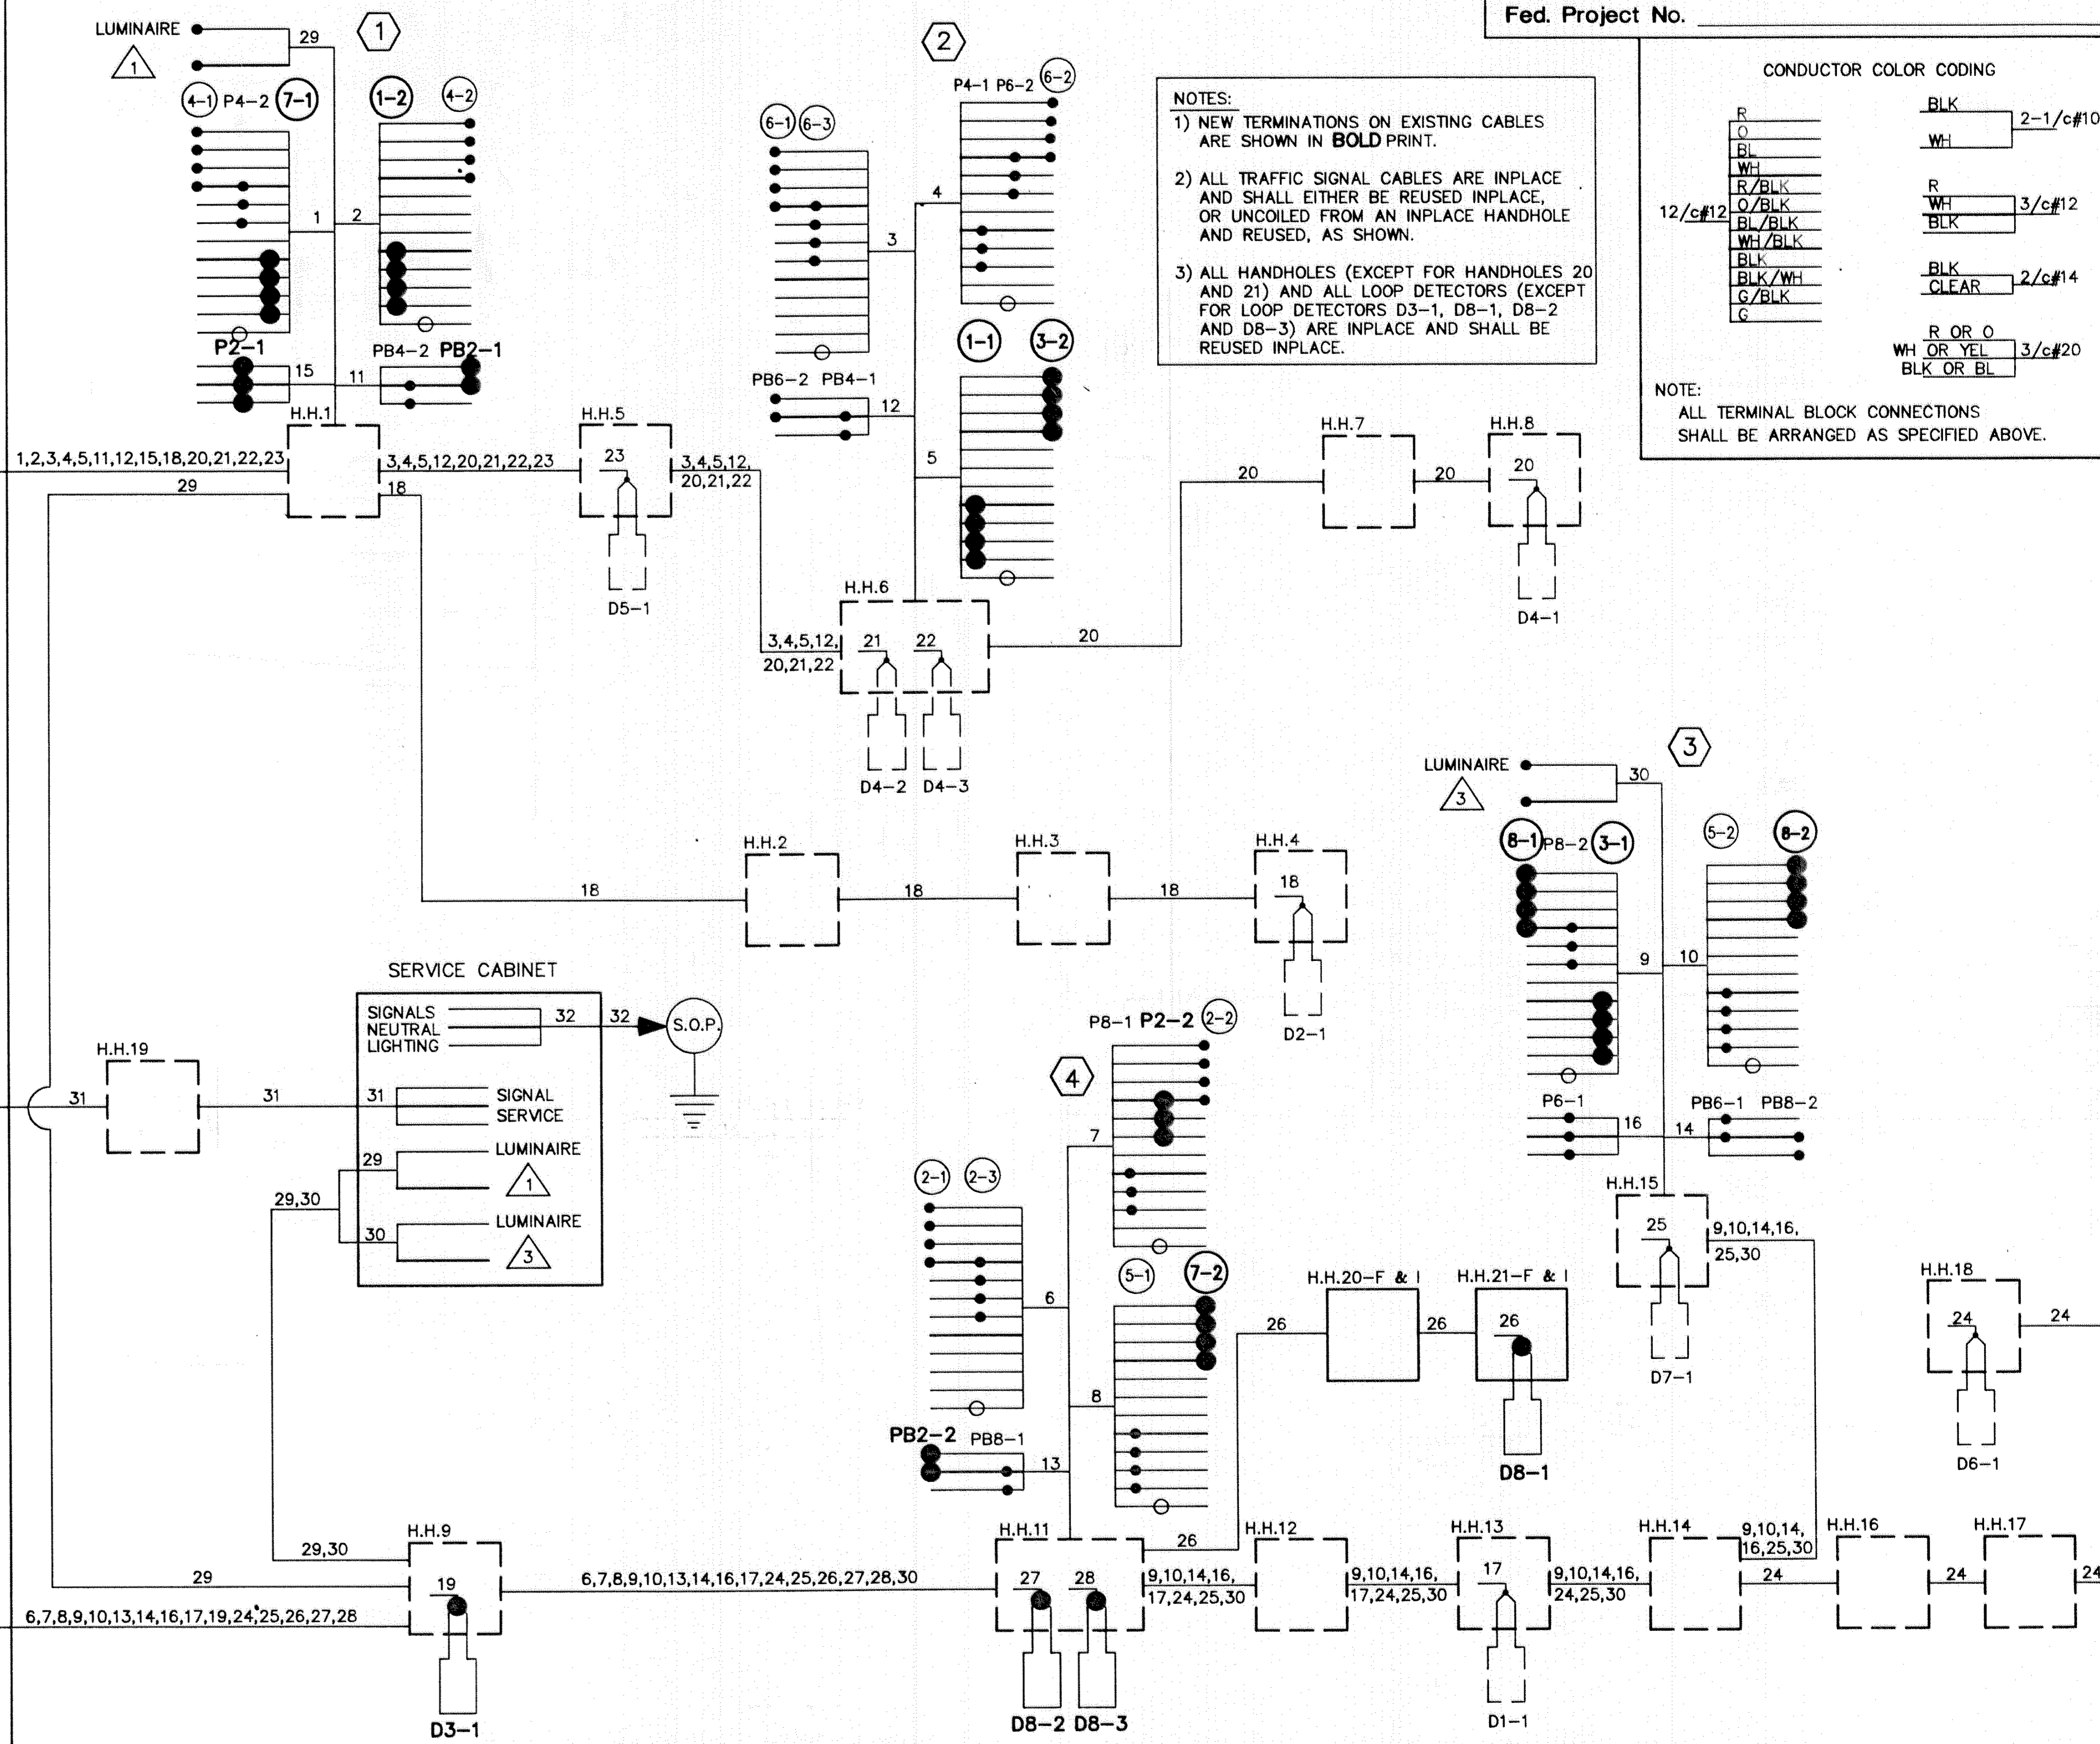 Fed. Project No.
CONDUCTOR COLOR CODING
R
O
BL
WH
R/BLK
O/BLK
BL/BLK
WH/BLK
BLK
BLK/WH
G/BLK
G
12/c#12
BLK
WH
2-1/c#10
R
WH
BLK
3/c#12
BLK
CLEAR
2/c#14
R OR O
WH OR YEL
BLK OR BL
3/c#20
NOTE:
ALL TERMINAL BLOCK CONNECTIONS
SHALL BE ARRANGED AS SPECIFIED ABOVE.
NOTES:
1) NEW TERMINATIONS ON EXISTING CABLES
ARE SHOWN IN BOLD PRINT.
2) ALL TRAFFIC SIGNAL CABLES ARE INPLACE
AND SHALL EITHER BE REUSED INPLACE,
OR UNCOILED FROM AN INPLACE HANDHOLE
AND REUSED, AS SHOWN.
3) ALL HANDHOLES (EXCEPT FOR HANDHOLES 20
AND 21) AND ALL LOOP DETECTORS (EXCEPT
FOR LOOP DETECTORS D3-1, D8-1, D8-2
AND D8-3) ARE INPLACE AND SHALL BE
REUSED INPLACE.
LUMINAIRE
1
29
1
4-1 P4-2 7-1
1-2 4-2
1
2
P2-1
15
11
PB4-2 PB2-1
H.H.1
1,2,3,4,5,11,12,15,18,20,21,22,23
29
3,4,5,12,20,21,22,23
18
H.H.5
23
D5-1
3,4,5,12,
20,21,22
2
6-1 6-3
P4-1 P6-2 6-2
3
4
1-1 3-2
5
PB6-2 PB4-1
12
H.H.6
3,4,5,12,
20,21,22
21
22
D4-2 D4-3
20
20
H.H.7
20
H.H.8
20
D4-1
18
H.H.2
18
H.H.3
18
H.H.4
18
D2-1
3
LUMINAIRE
3
30
8-1 P8-2 3-1
5-2 8-2
9
10
P6-1
16
14
PB6-1 PB8-2
H.H.15
25
D7-1
9,10,14,16,
25,30
SERVICE CABINET
SIGNALS
NEUTRAL
LIGHTING
32
32
S.O.P.
31
SIGNAL
SERVICE
29
LUMINAIRE
1
30
LUMINAIRE
3
29,30
H.H.19
31
31
4
P8-1 P2-2 2-2
7
2-1 2-3
6
5-1 7-2
8
PB2-2 PB8-1
13
26
H.H.20-F & I
26
H.H.21-F & I
26
D8-1
H.H.18
24
24
D6-1
29,30
29
6,7,8,9,10,13,14,16,17,19,24,25,26,27,28
H.H.9
19
D3-1
6,7,8,9,10,13,14,16,17,24,25,26,27,28,30
H.H.11
27
28
D8-2 D8-3
26
9,10,14,16,
17,24,25,30
H.H.12
9,10,14,16,
17,24,25,30
H.H.13
17
D1-1
9,10,14,16,
24,25,30
H.H.14
9,10,14,
16,25,30
24
H.H.16
24
H.H.17
24